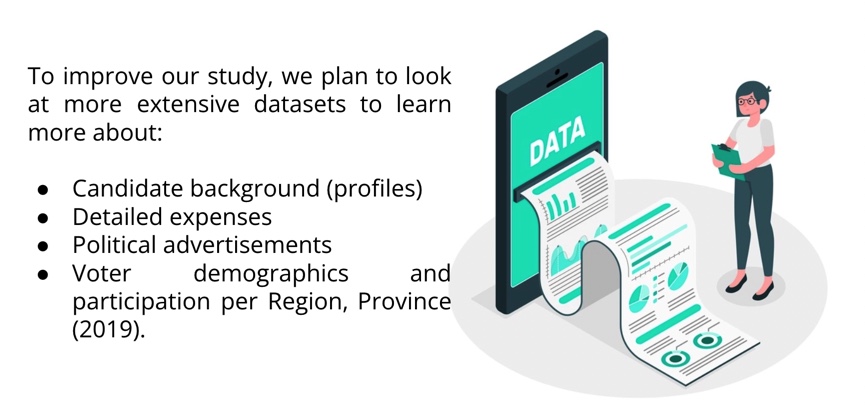 To improve our study, we plan to look
at more extensive datasets to learn
more about:
● Candidate background (profiles)
● Detailed expenses
● Political advertisements
● Voter demographics and
participation per Region, Province
(2019).
DATA